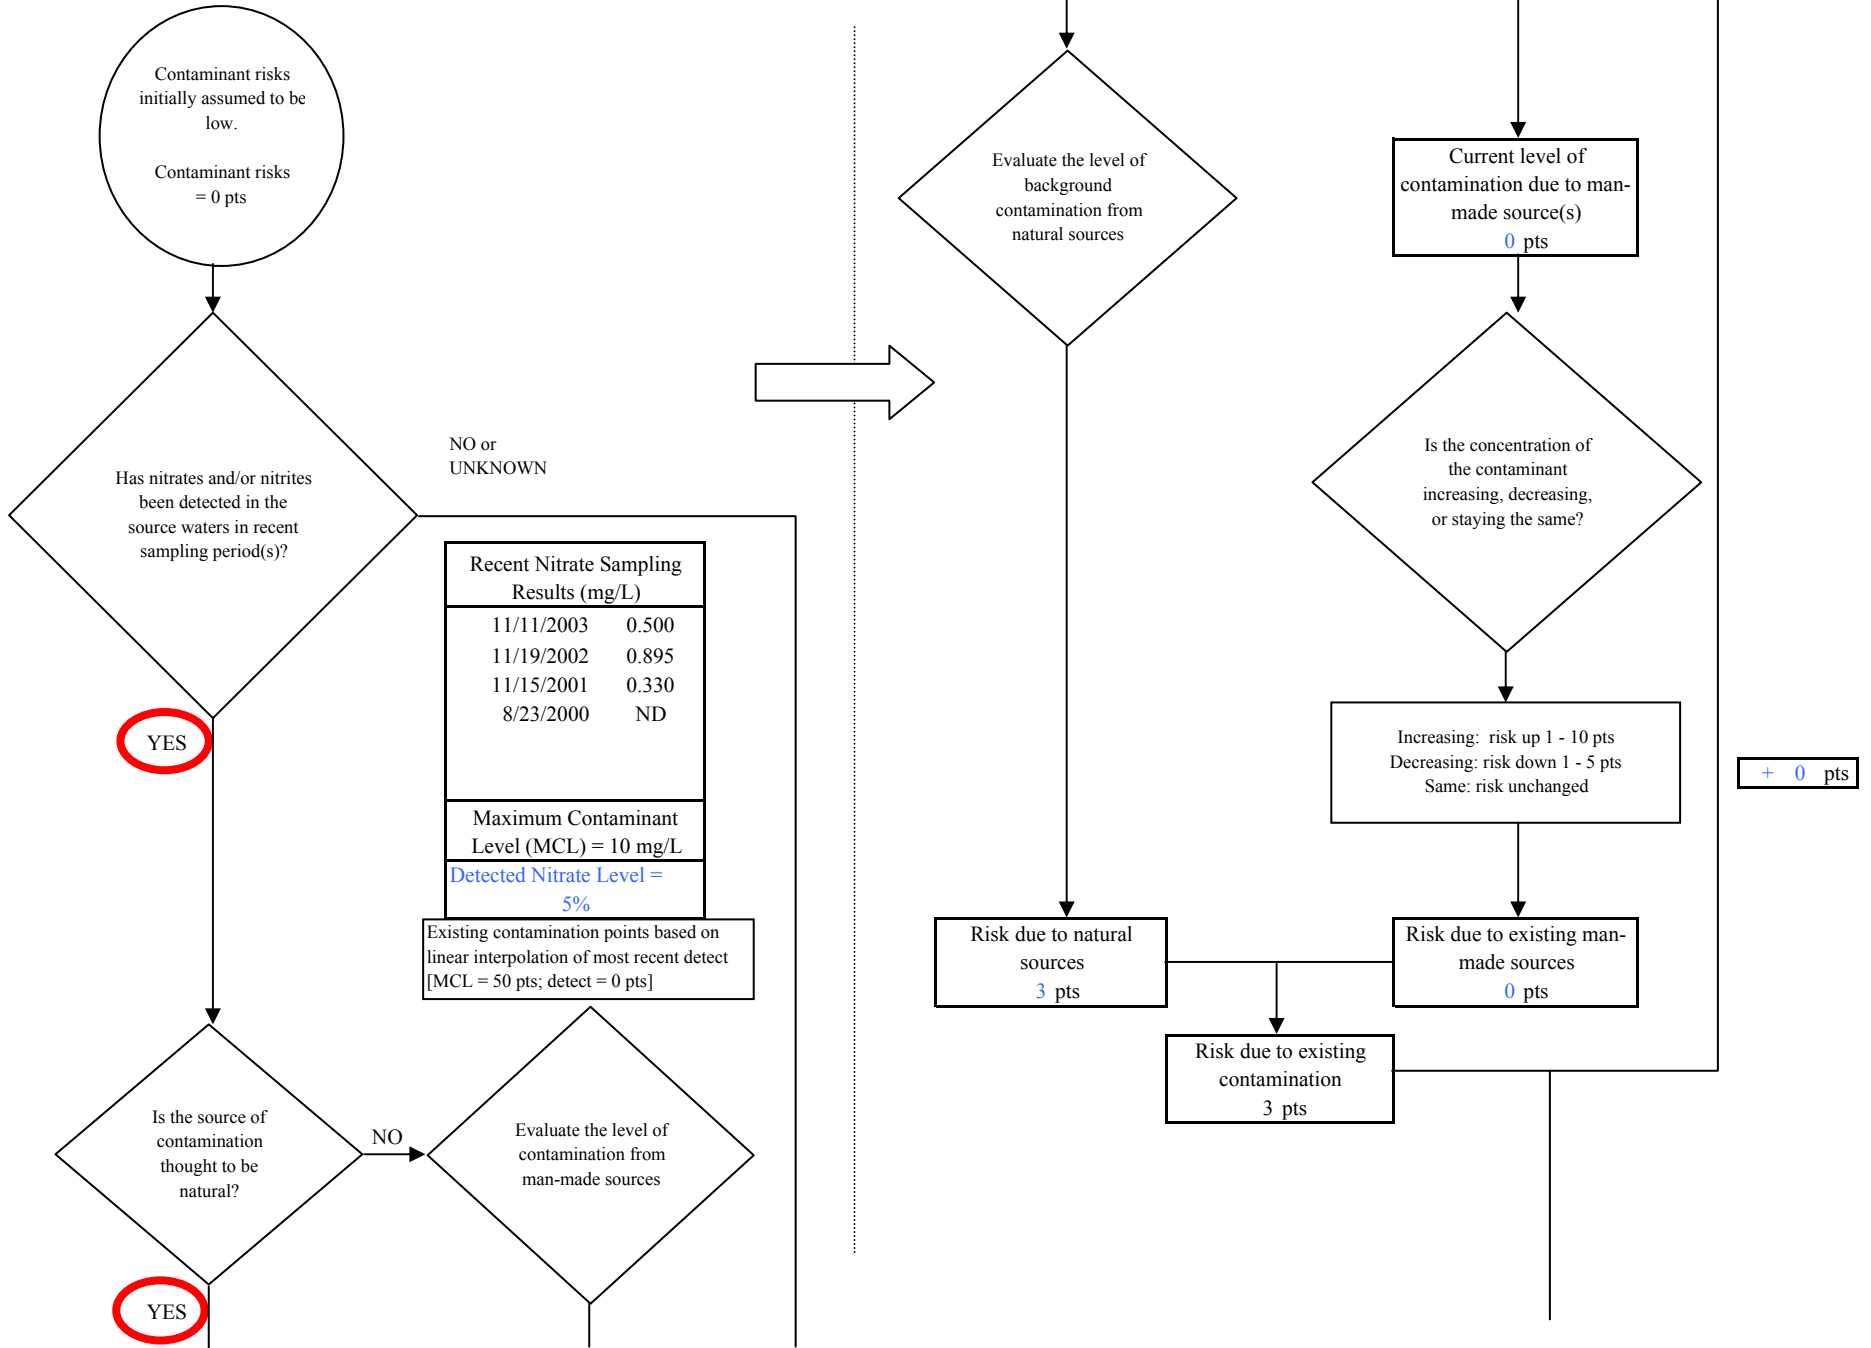 Contaminant risks
initially assumed to be
low.
Contaminant risks
= 0 pts
Has nitrates and/or nitrites
been detected in the
source waters in recent
sampling period(s)?
NO or
UNKNOWN
YES
Recent Nitrate Sampling
Results (mg/L)
11/11/2003 0.500
11/19/2002 0.895
11/15/2001 0.330
8/23/2000 ND
Maximum Contaminant
Level (MCL) = 10 mg/L
Detected Nitrate Level =
5%
Existing contamination points based on
linear interpolation of most recent detect
[MCL = 50 pts; detect = 0 pts]
Is the source of
contamination
thought to be
natural?
NO
Evaluate the level of
contamination from
man-made sources
YES
Evaluate the level of
background
contamination from
natural sources
Current level of
contamination due to man-
made source(s)
0 pts
Is the concentration of
the contaminant
increasing, decreasing,
or staying the same?
Increasing: risk up 1 - 10 pts
Decreasing: risk down 1 - 5 pts
Same: risk unchanged
+ 0 pts
Risk due to natural
sources
3 pts
Risk due to existing man-
made sources
0 pts
Risk due to existing
contamination
3 pts